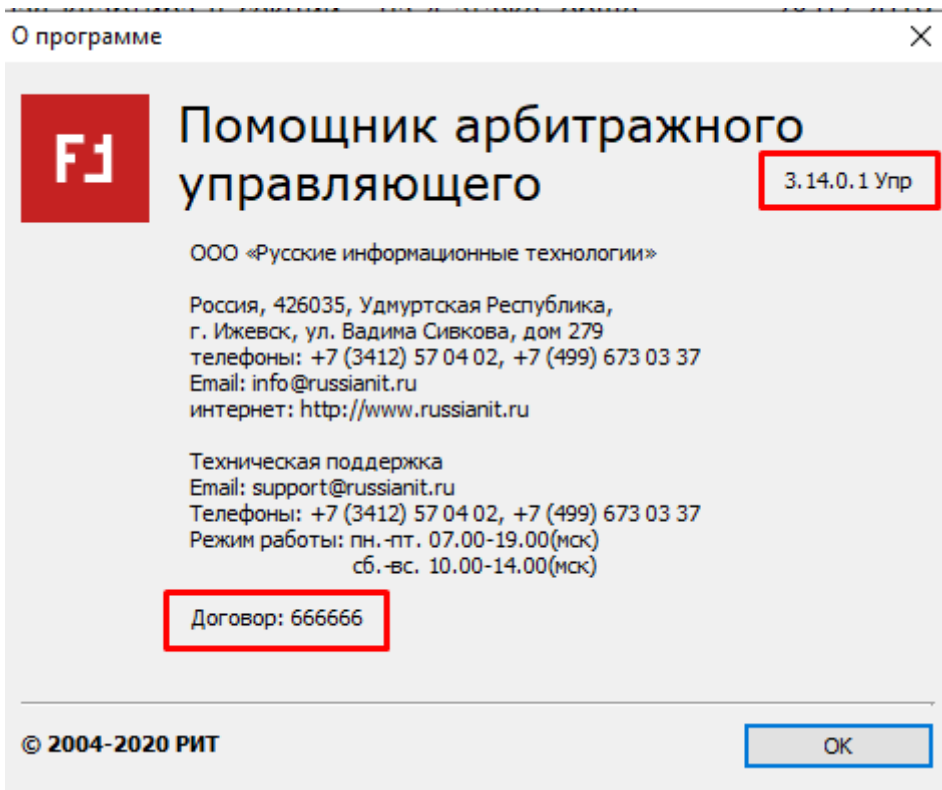 О программе
Помощник арбитражного
управляющего
3.14.0.1 Упр
ООО «Русские информационные технологии»
Россия, 426035, Удмуртская Республика,
г. Ижевск, ул. Вадима Сивкова, дом 279
телефоны: +7 (3412) 57 04 02, +7 (499) 673 03 37
Email: info@russianit.ru
интернет: http://www.russianit.ru
Техническая поддержка
Email: support@russianit.ru
Телефоны: +7 (3412) 57 04 02, +7 (499) 673 03 37
Режим работы: пн.-пт. 07.00-19.00(мск)
сб.-вс. 10.00-14.00(мск)
Договор: 666666
© 2004-2020 РИТ
OK